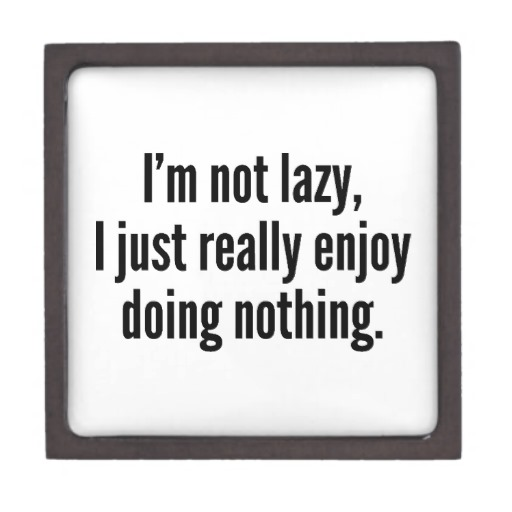 I’m not lazy,
I just really enjoy
doing nothing.